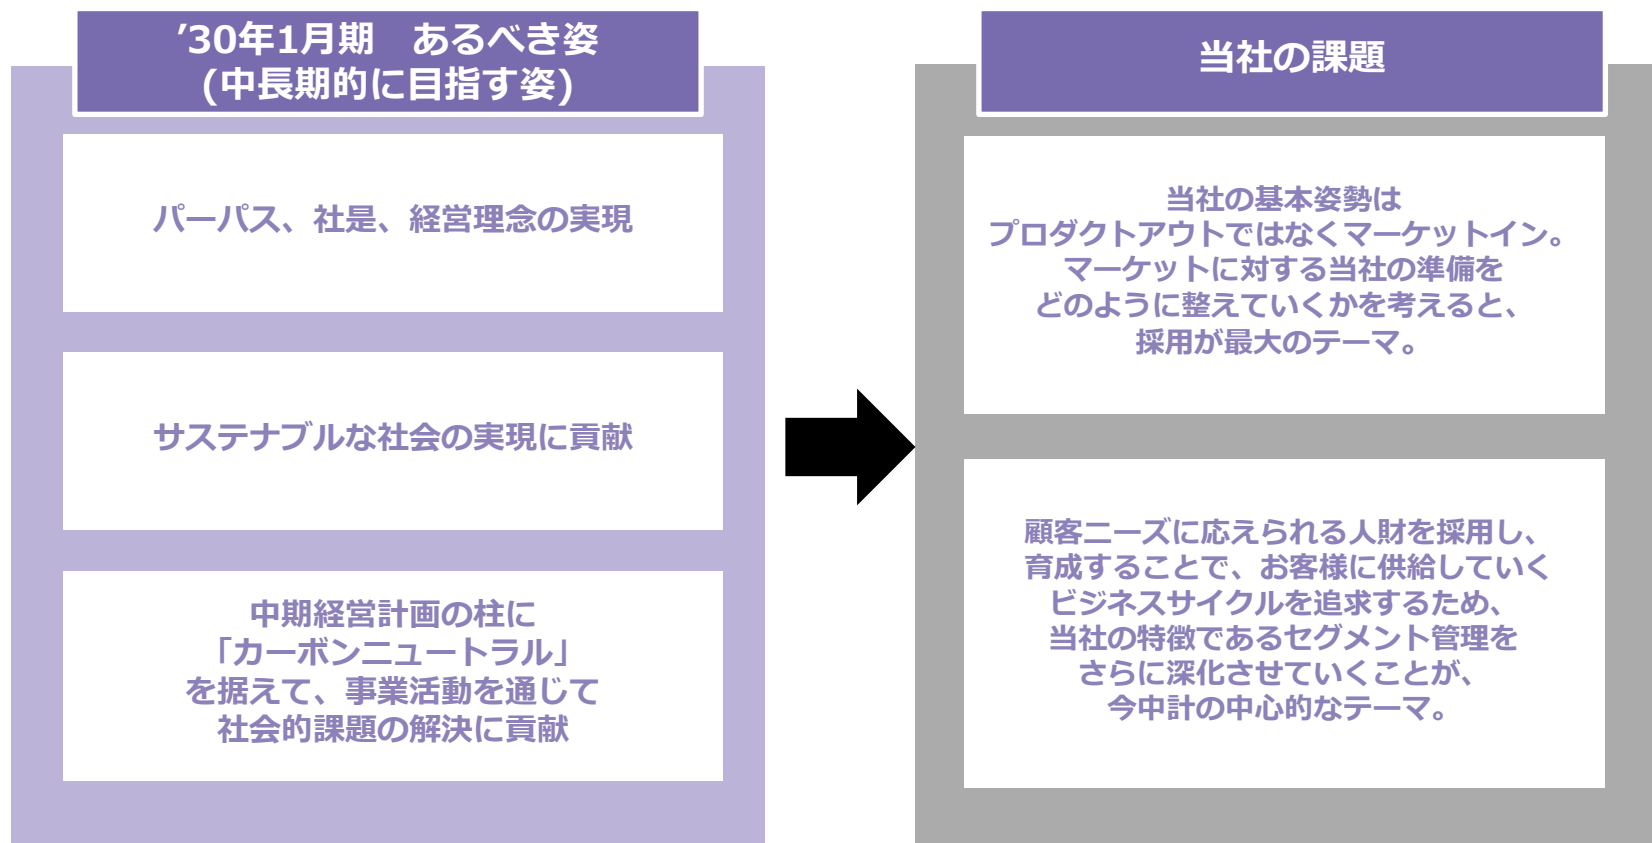 ’30年1月期　あるべき姿
(中長期的に目指す姿)
パーパス、社是、経営理念の実現
サステナブルな社会の実現に貢献
中期経営計画の柱に
「カーボンニュートラル」
を据えて、事業活動を通じて
社会的課題の解決に貢献
当社の課題
当社の基本姿勢は
プロダクトアウトではなくマーケットイン。
マーケットに対する当社の準備を
どのように整えていくかを考えると、
採用が最大のテーマ。
顧客ニーズに応えられる人財を採用し、
育成することで、お客様に供給していく
ビジネスサイクルを追求するため、
当社の特徴であるセグメント管理を
さらに深化させていくことが、
今中計の中心的なテーマ。